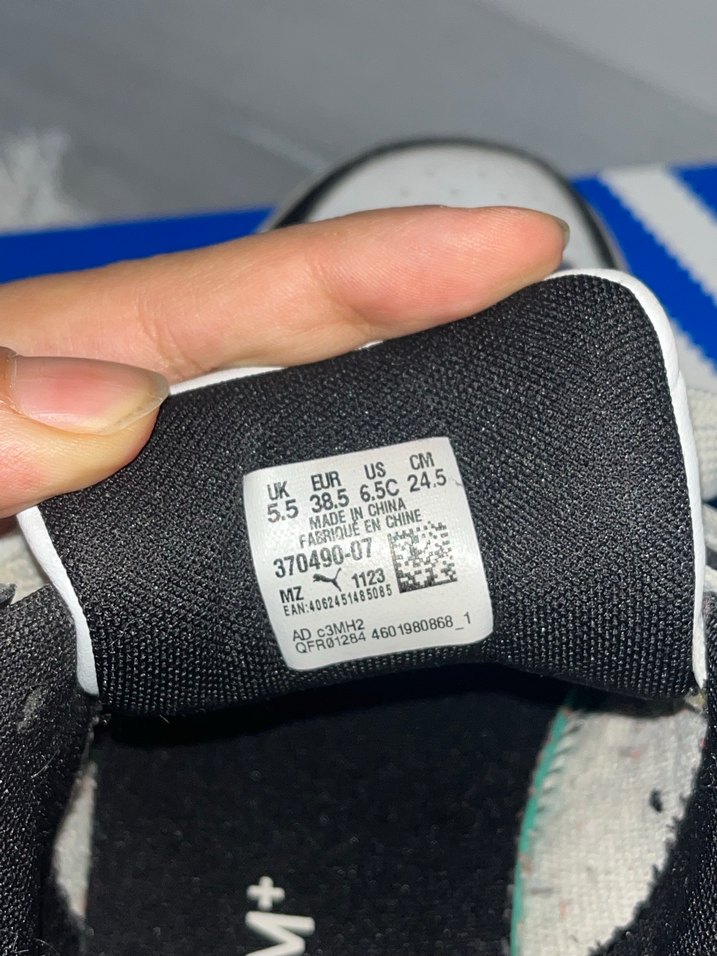 UK EUR US CM
5.5 38.5 6.5C 24.5
MADE IN CHINA
FABRIQUÉ EN CHINE
370490-07
MZ 1123
EAN:4062451485085
AD c3MH2
QFR01284 4601980868_1
M+